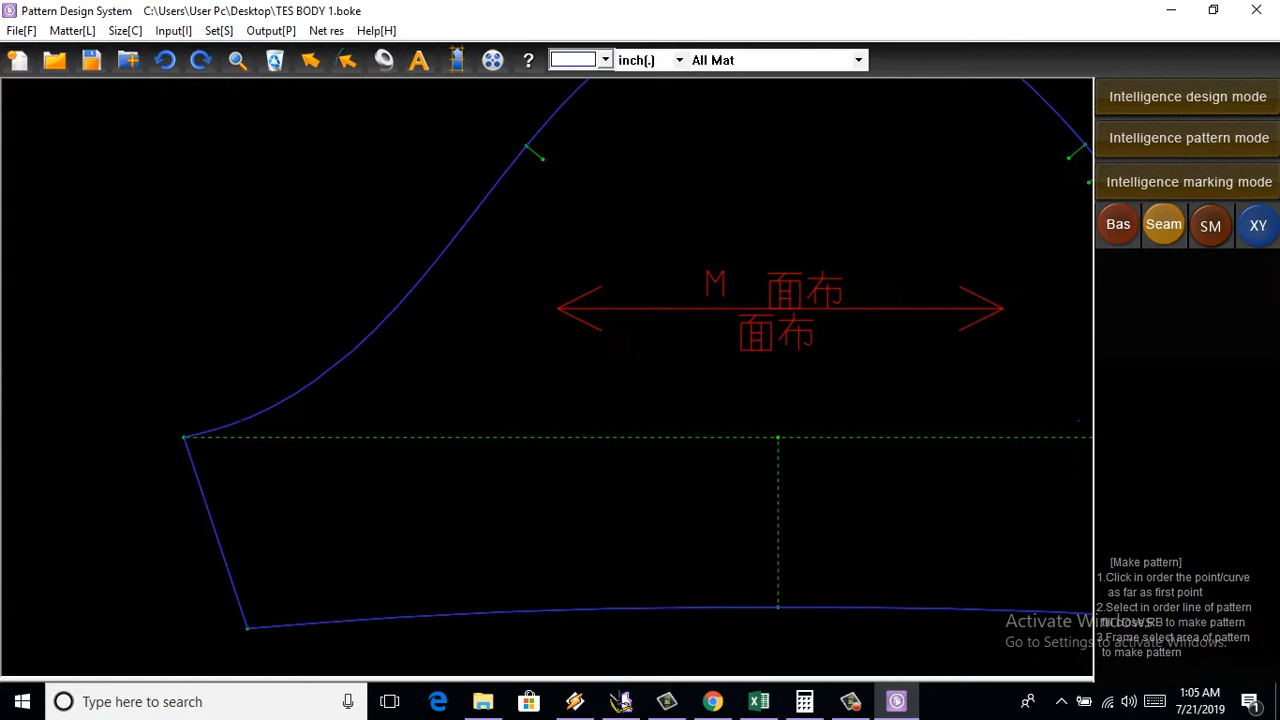 Pattern Design System C:\Users\User Pc\Desktop\TES BODY 1.boke
File[F] Matter[L] Size[C] Input[I] Set[S] Output[P] Net res Help[H]
A ? inch(.) All Mat
Intelligence design mode
Intelligence pattern mode
Intelligence marking mode
Bas Seam SM XY
M 面布
面布
[Make pattern]
1.Click in order the point/curve
as far as first point
2.Select in order line of pattern
till close/RB to make pattern
3.Frame select area of pattern
to make pattern
Activate Windows
Go to Settings to activate Windows.
Type here to search
1:05 AM
7/21/2019
1